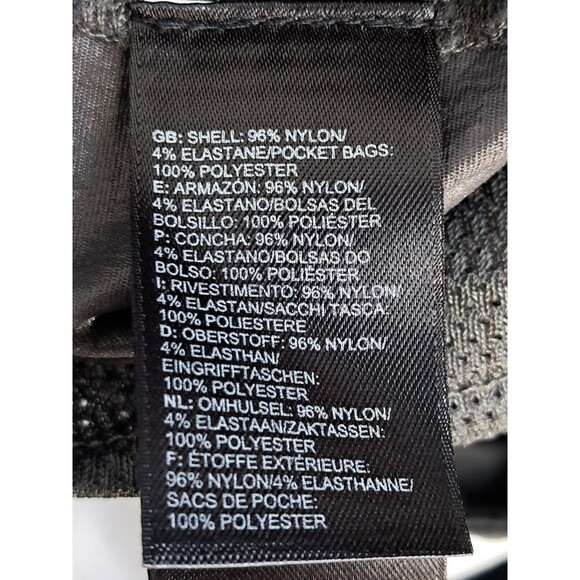 GB: SHELL: 96% NYLON/
4% ELASTANE/POCKET BAGS:
100% POLYESTER
E: ARMAZÓN: 96% NYLON/
4% ELASTANO/BOLSAS DEL
BOLSILLO: 100% POLIÉSTER
P: CONCHA: 96% NYLON/
4% ELASTANO/BOLSAS DO
BOLSO: 100% POLIÉSTER
I: RIVESTIMENTO: 96% NYLON/
4% ELASTAN/SACCHI TASCA:
100% POLIESTERE
D: OBERSTOFF: 96% NYLON/
4% ELASTHAN/
EINGRIFFTASCHEN:
100% POLYESTER
NL: OMHULSEL: 96% NYLON/
4% ELASTAAN/ZAKTASSEN:
100% POLYESTER
F: ÉTOFFE EXTÉRIEURE:
96% NYLON/4% ELASTHANNE/
SACS DE POCHE:
100% POLYESTER